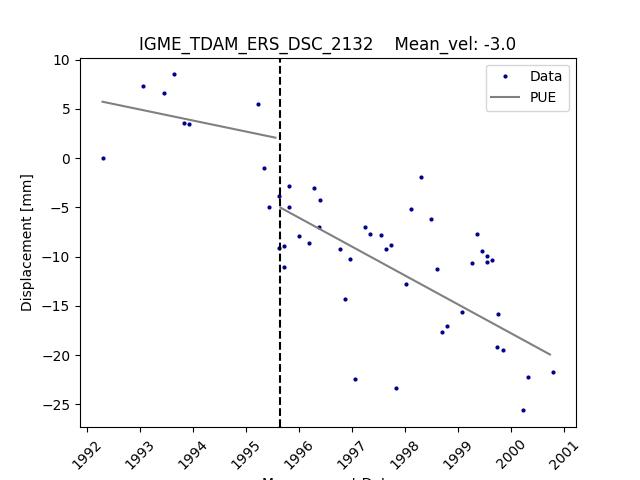 IGME_TDAM_ERS_DSC_2132    Mean_vel: -3.0
Displacement [mm]
10
5
0
−5
−10
−15
−20
−25
Data
PUE
1992 1993 1994 1995 1996 1997 1998 1999 2000 2001